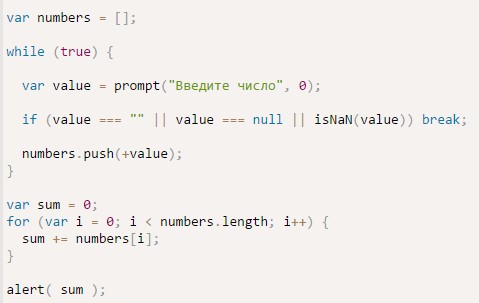 var numbers = [];
while (true) {
var value = prompt("Введите число", 0);
if (value === "" || value === null || isNaN(value)) break;
numbers.push(+value);
}
var sum = 0;
for (var i = 0; i < numbers.length; i++) {
sum += numbers[i];
}
alert( sum );